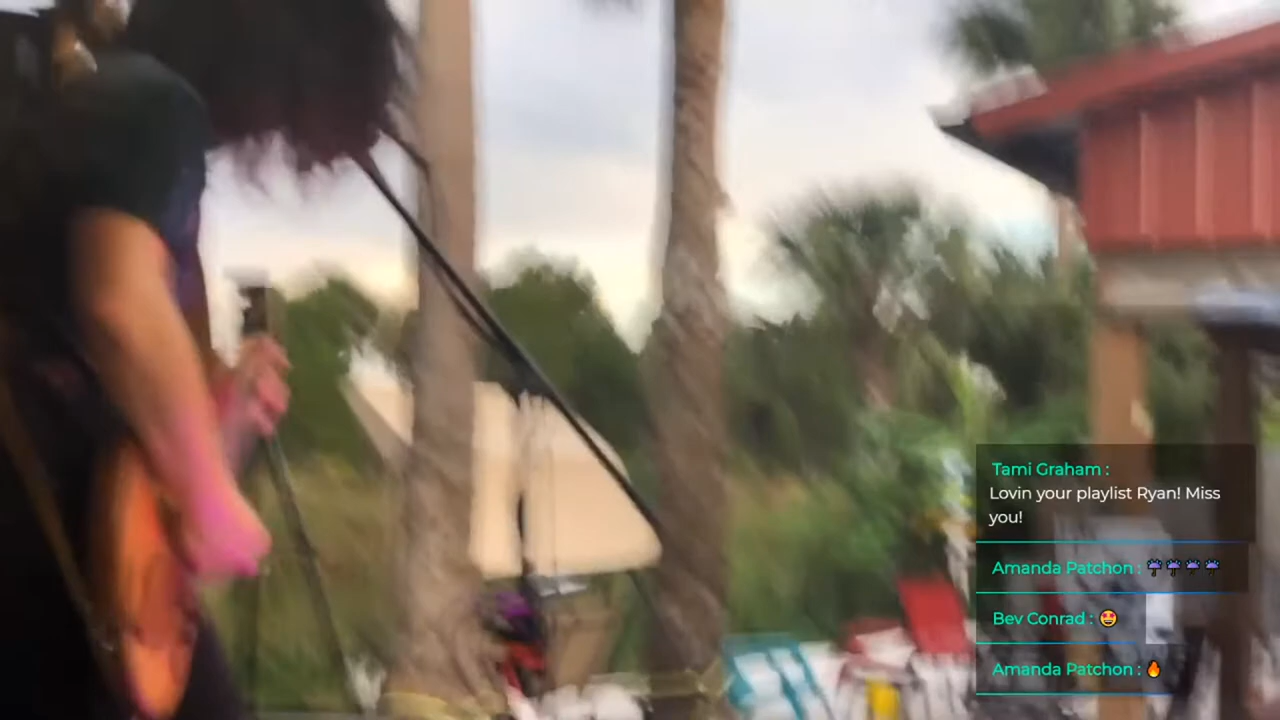 Tami Graham :
Lovin your playlist Ryan! Miss
you!
Amanda Patchon : ☔☔☔☔
Bev Conrad : 🤩
Amanda Patchon : 🔥